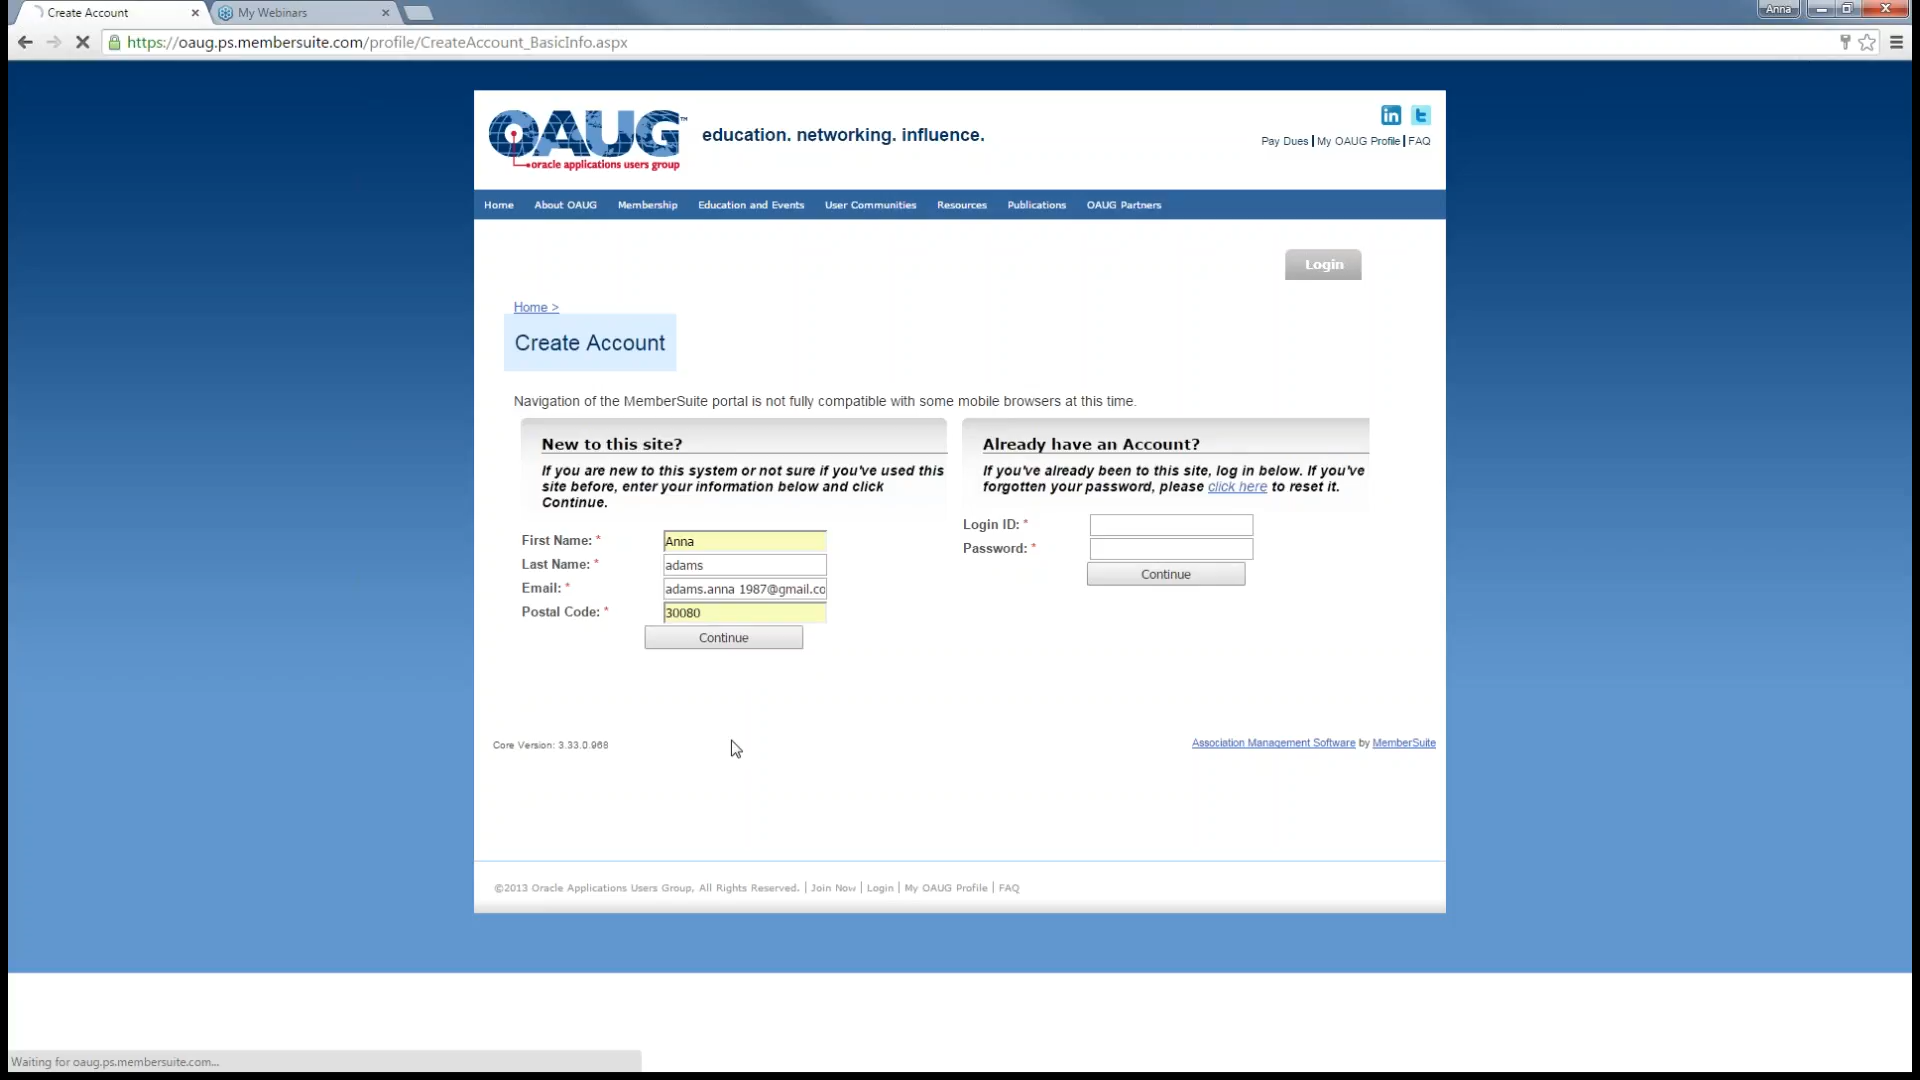 Create Account
My Webinars
Anna
https://oaug.ps.membersuite.com/profile/CreateAccount_BasicInfo.aspx
OAUG™
oracle applications users group
education. networking. influence.
in
t
Pay Dues | My OAUG Profile | FAQ
Home About OAUG Membership Education and Events User Communities Resources Publications OAUG Partners
Login
Home >
Create Account
Navigation of the MemberSuite portal is not fully compatible with some mobile browsers at this time.
New to this site?
If you are new to this system or not sure if you've used this
site before, enter your information below and click
Continue.
First Name: * Anna
Last Name: * adams
Email: * adams.anna 1987@gmail.co
Postal Code: * 30080
Continue
Already have an Account?
If you've already been to this site, log in below. If you've
forgotten your password, please click here to reset it.
Login ID: *
Password: *
Continue
Core Version: 3.33.0.968
Association Management Software by MemberSuite
©2013 Oracle Applications Users Group, All Rights Reserved. | Join Now | Login | My OAUG Profile | FAQ
Waiting for oaug.ps.membersuite.com...